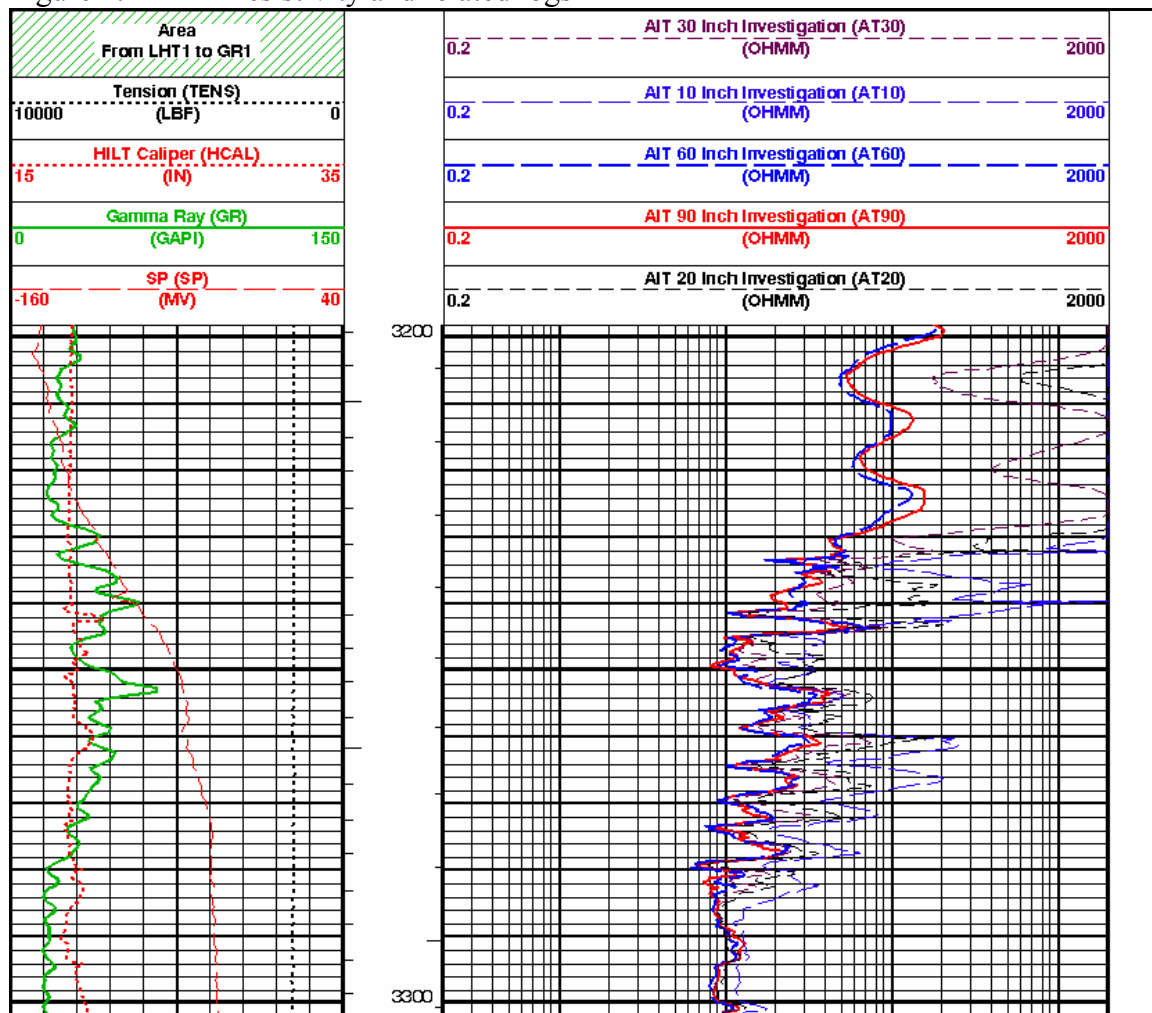 Area
From LHT1 to GR1
Tension (TENS)
10000 (LBF) 0
HILT Caliper (HCAL)
15 (IN) 35
Gamma Ray (GR)
0 (GAPI) 150
SP (SP)
-160 (MV) 40
AIT 30 Inch Investigation (AT30)
0.2 (OHMM) 2000
AIT 10 Inch Investigation (AT10)
0.2 (OHMM) 2000
AIT 60 Inch Investigation (AT60)
0.2 (OHMM) 2000
AIT 90 Inch Investigation (AT90)
0.2 (OHMM) 2000
AIT 20 Inch Investigation (AT20)
0.2 (OHMM) 2000
3200
3300